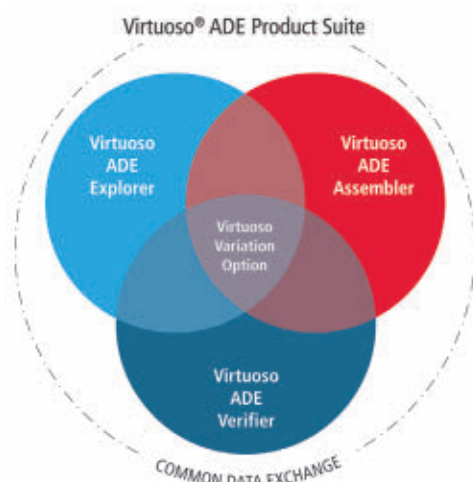 Virtuoso® ADE Product Suite
Virtuoso
ADE
Explorer
Virtuoso
ADE
Assembler
Virtuoso
Variation
Option
Virtuoso
ADE
Verifier
COMMON DATA EXCHANGE